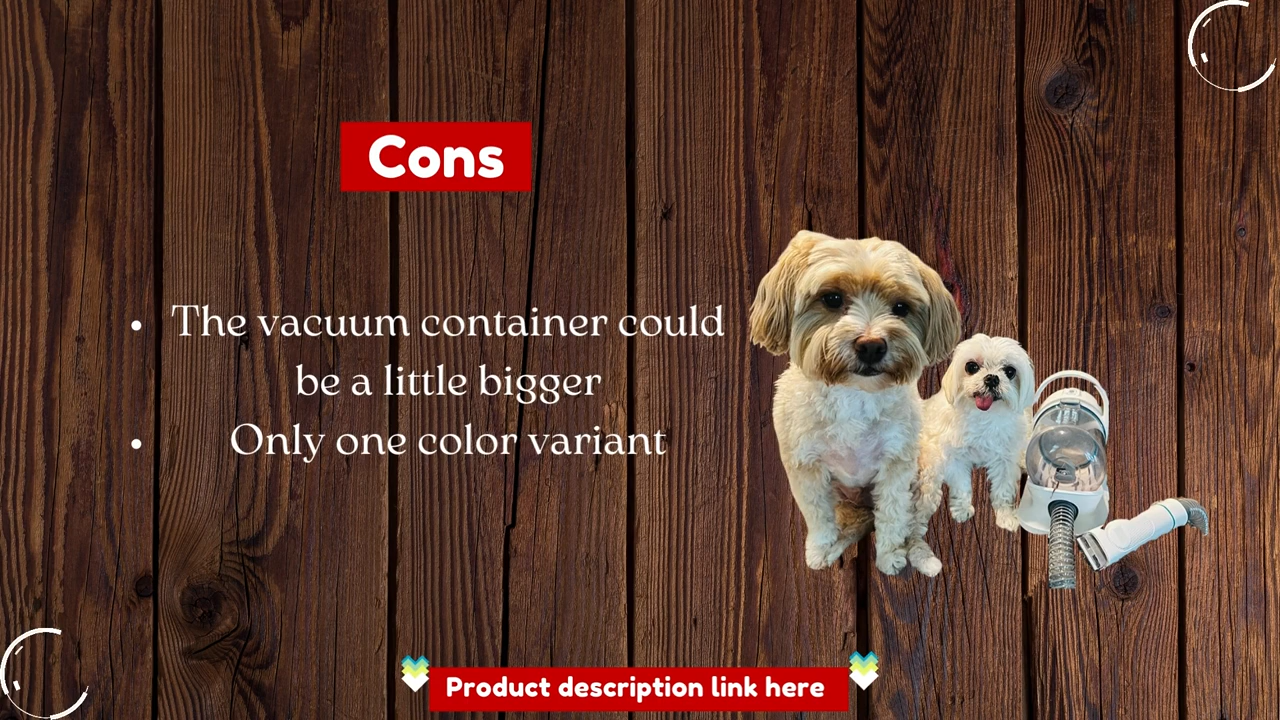 Cons
• The vacuum container could
be a little bigger
• Only one color variant
Product description link here